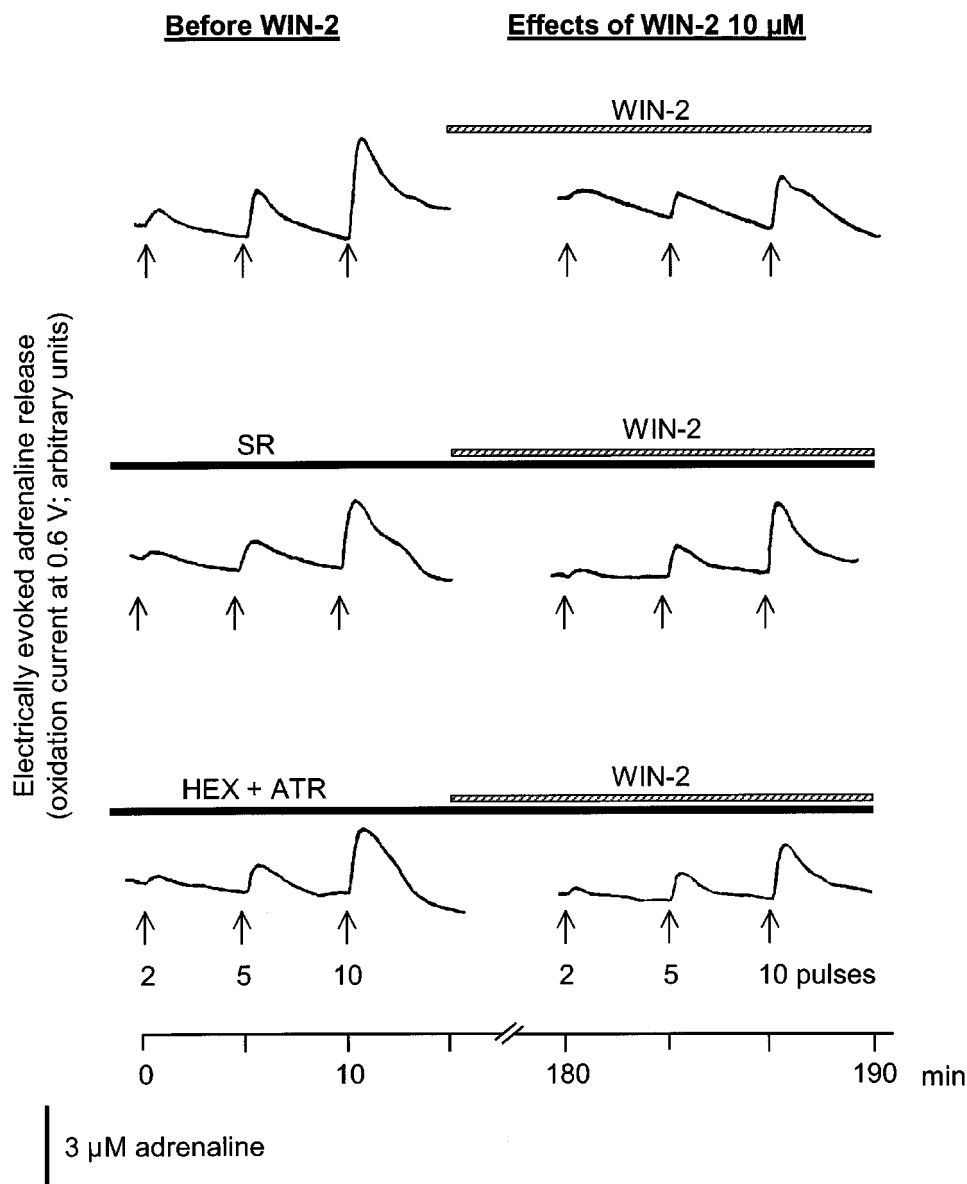 Before WIN-2
Effects of WIN-2 10 µM
WIN-2
Electrically evoked adrenaline release
(oxidation current at 0.6 V; arbitrary units)
SR
WIN-2
HEX + ATR
WIN-2
2 5 10 2 5 10 pulses
0 10 180 190 min
3 µM adrenaline